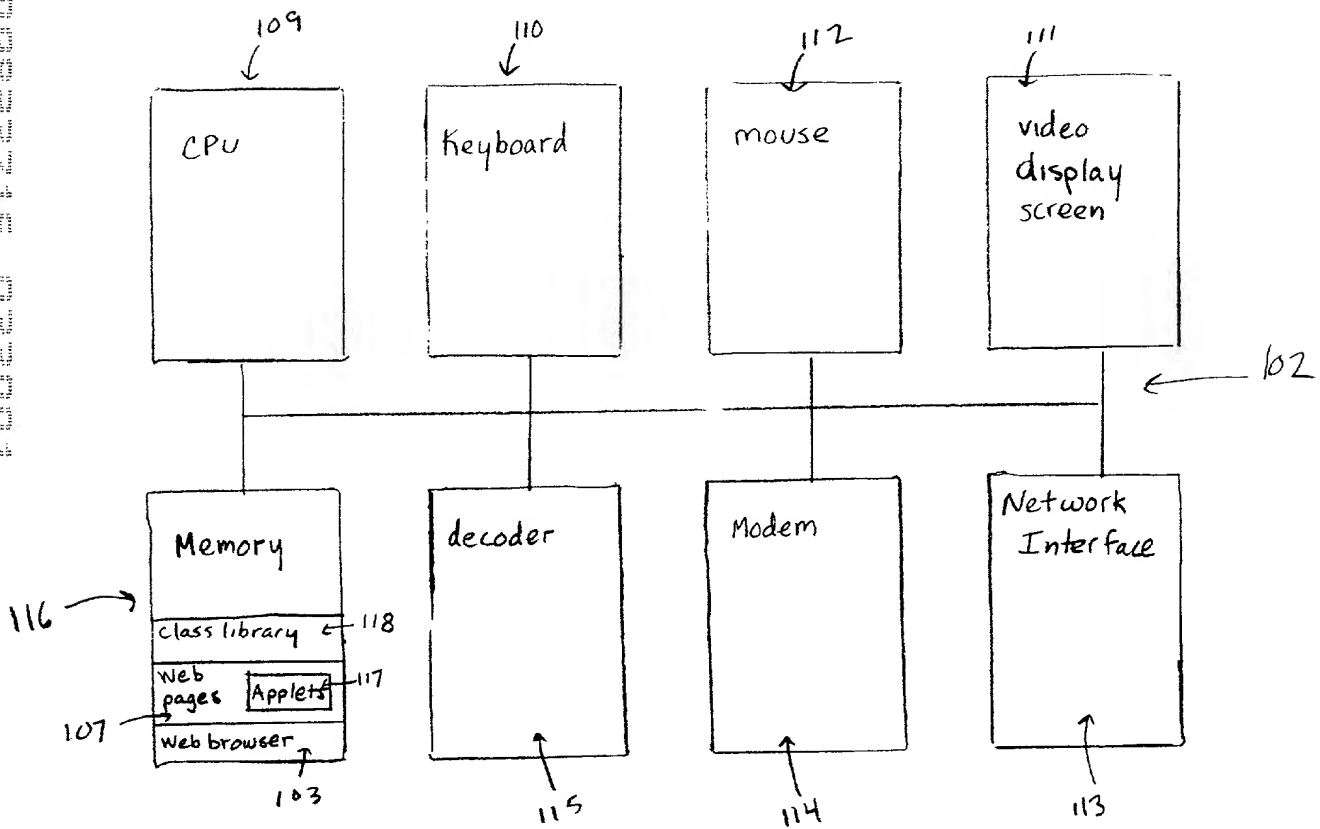 109
110
112
111
CPU
Keyboard
mouse
video
display
screen
102
Memory
decoder
Modem
Network
Interface
116
class library
118
Web
pages
Applets
117
107
Web browser
103
115
114
113